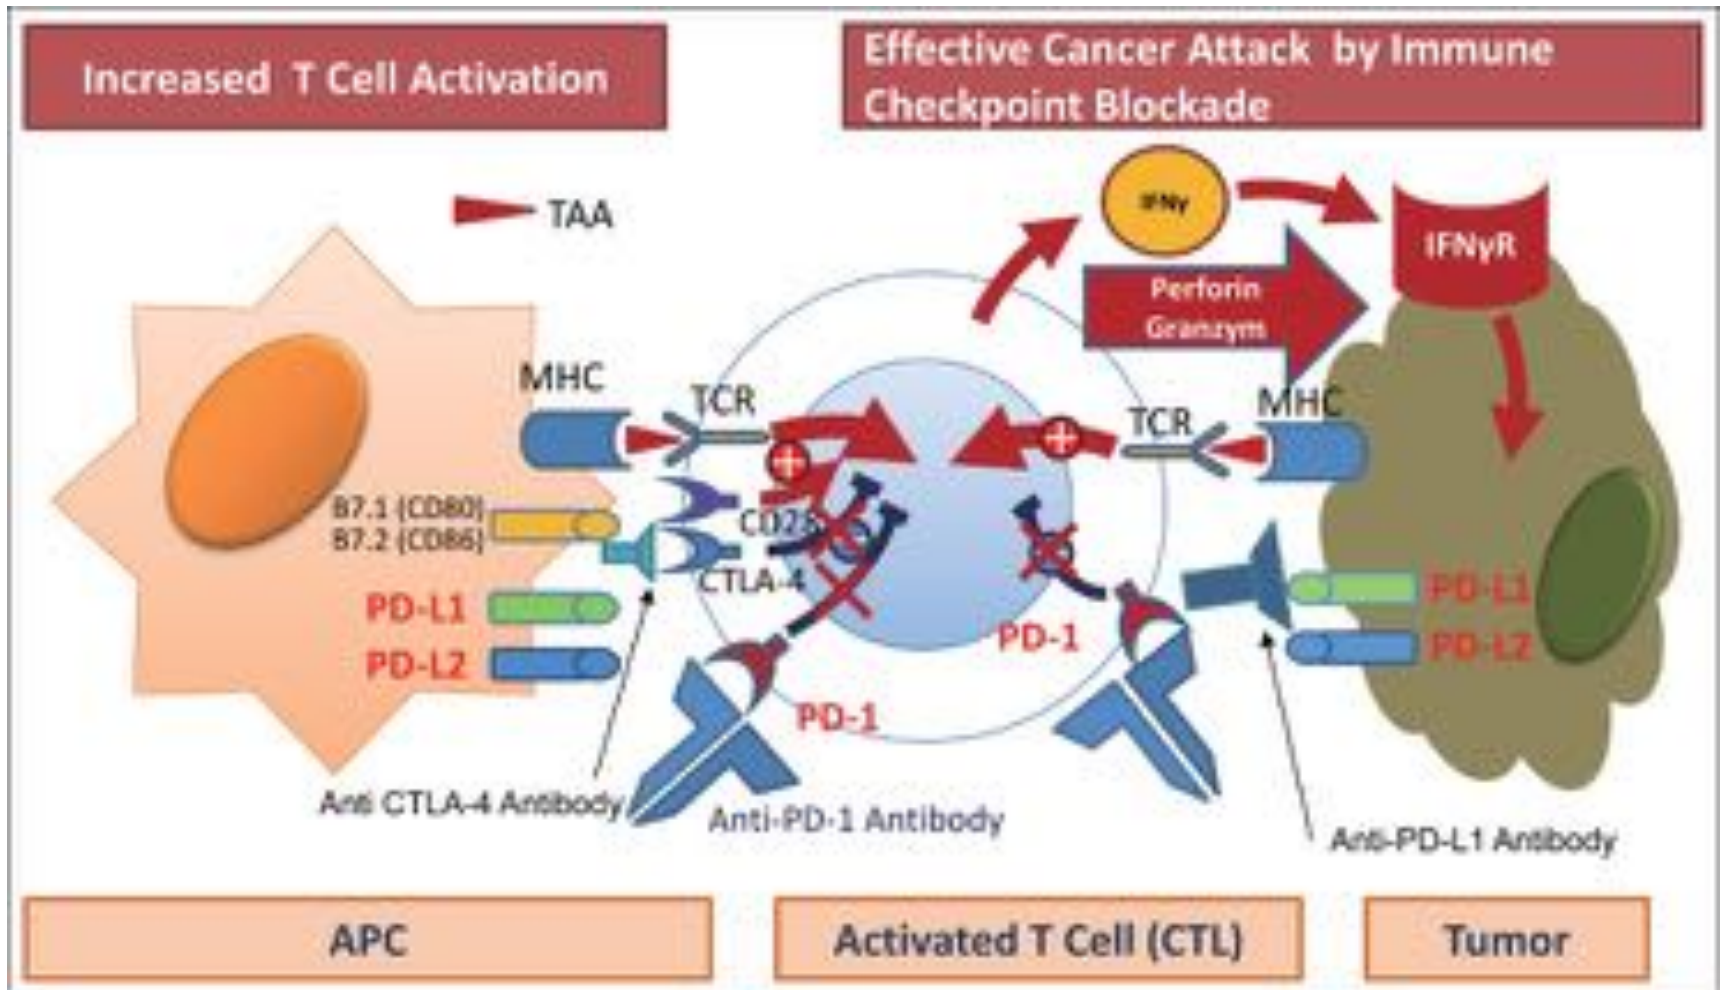 Increased T Cell Activation
Effective Cancer Attack by Immune
Checkpoint Blockade
TAA
IFNγ
IFNγR
Perforin
Granzym
MHC
TCR
TCR
MHC
B7.1 (CD80)
B7.2 (CD86)
CD28
CTLA-4
PD-L1
PD-L2
PD-1
PD-1
PD-L1
PD-L2
Anti CTLA-4 Antibody
Anti-PD-1 Antibody
Anti-PD-L1 Antibody
APC
Activated T Cell (CTL)
Tumor